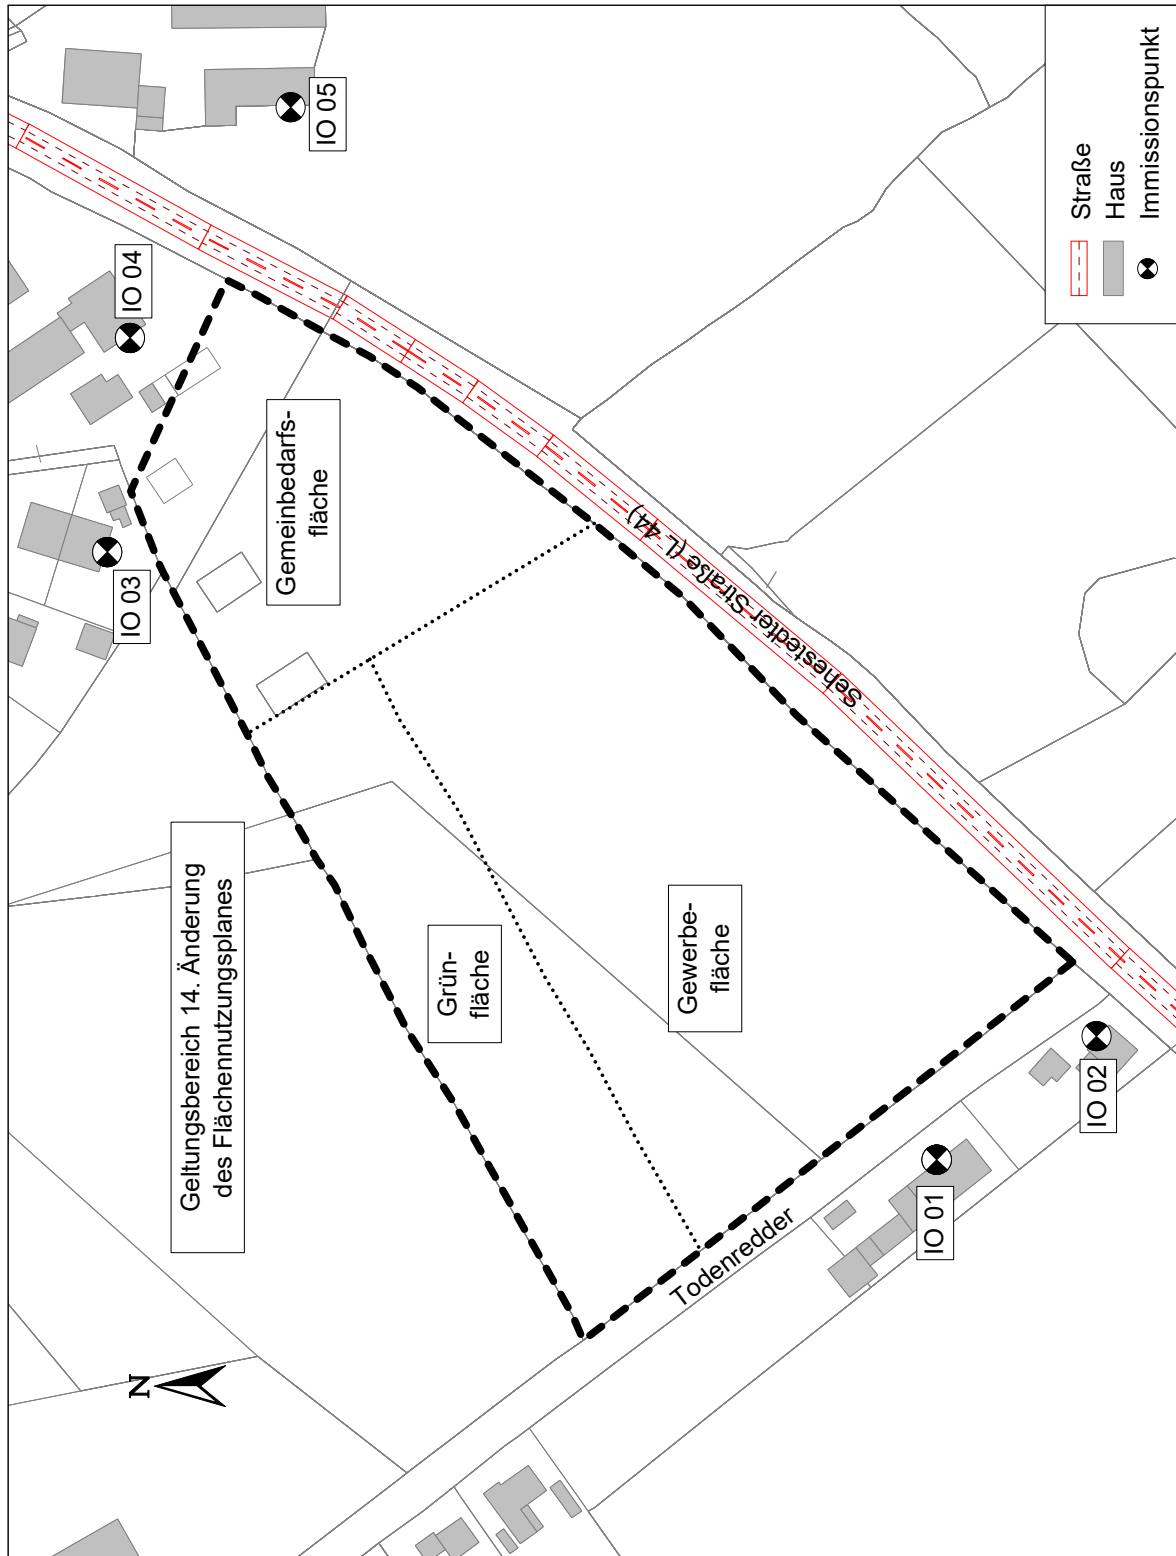 Geltungsbereich 14. Änderung
des Flächennutzungsplanes
N
IO 03
IO 04
IO 05
Gemeinbedarfs-
fläche
Grün-
fläche
Gewerbe-
fläche
Sehestedter Straße (L 44)
Todenredder
IO 01
IO 02
Straße
Haus
Immissionspunkt